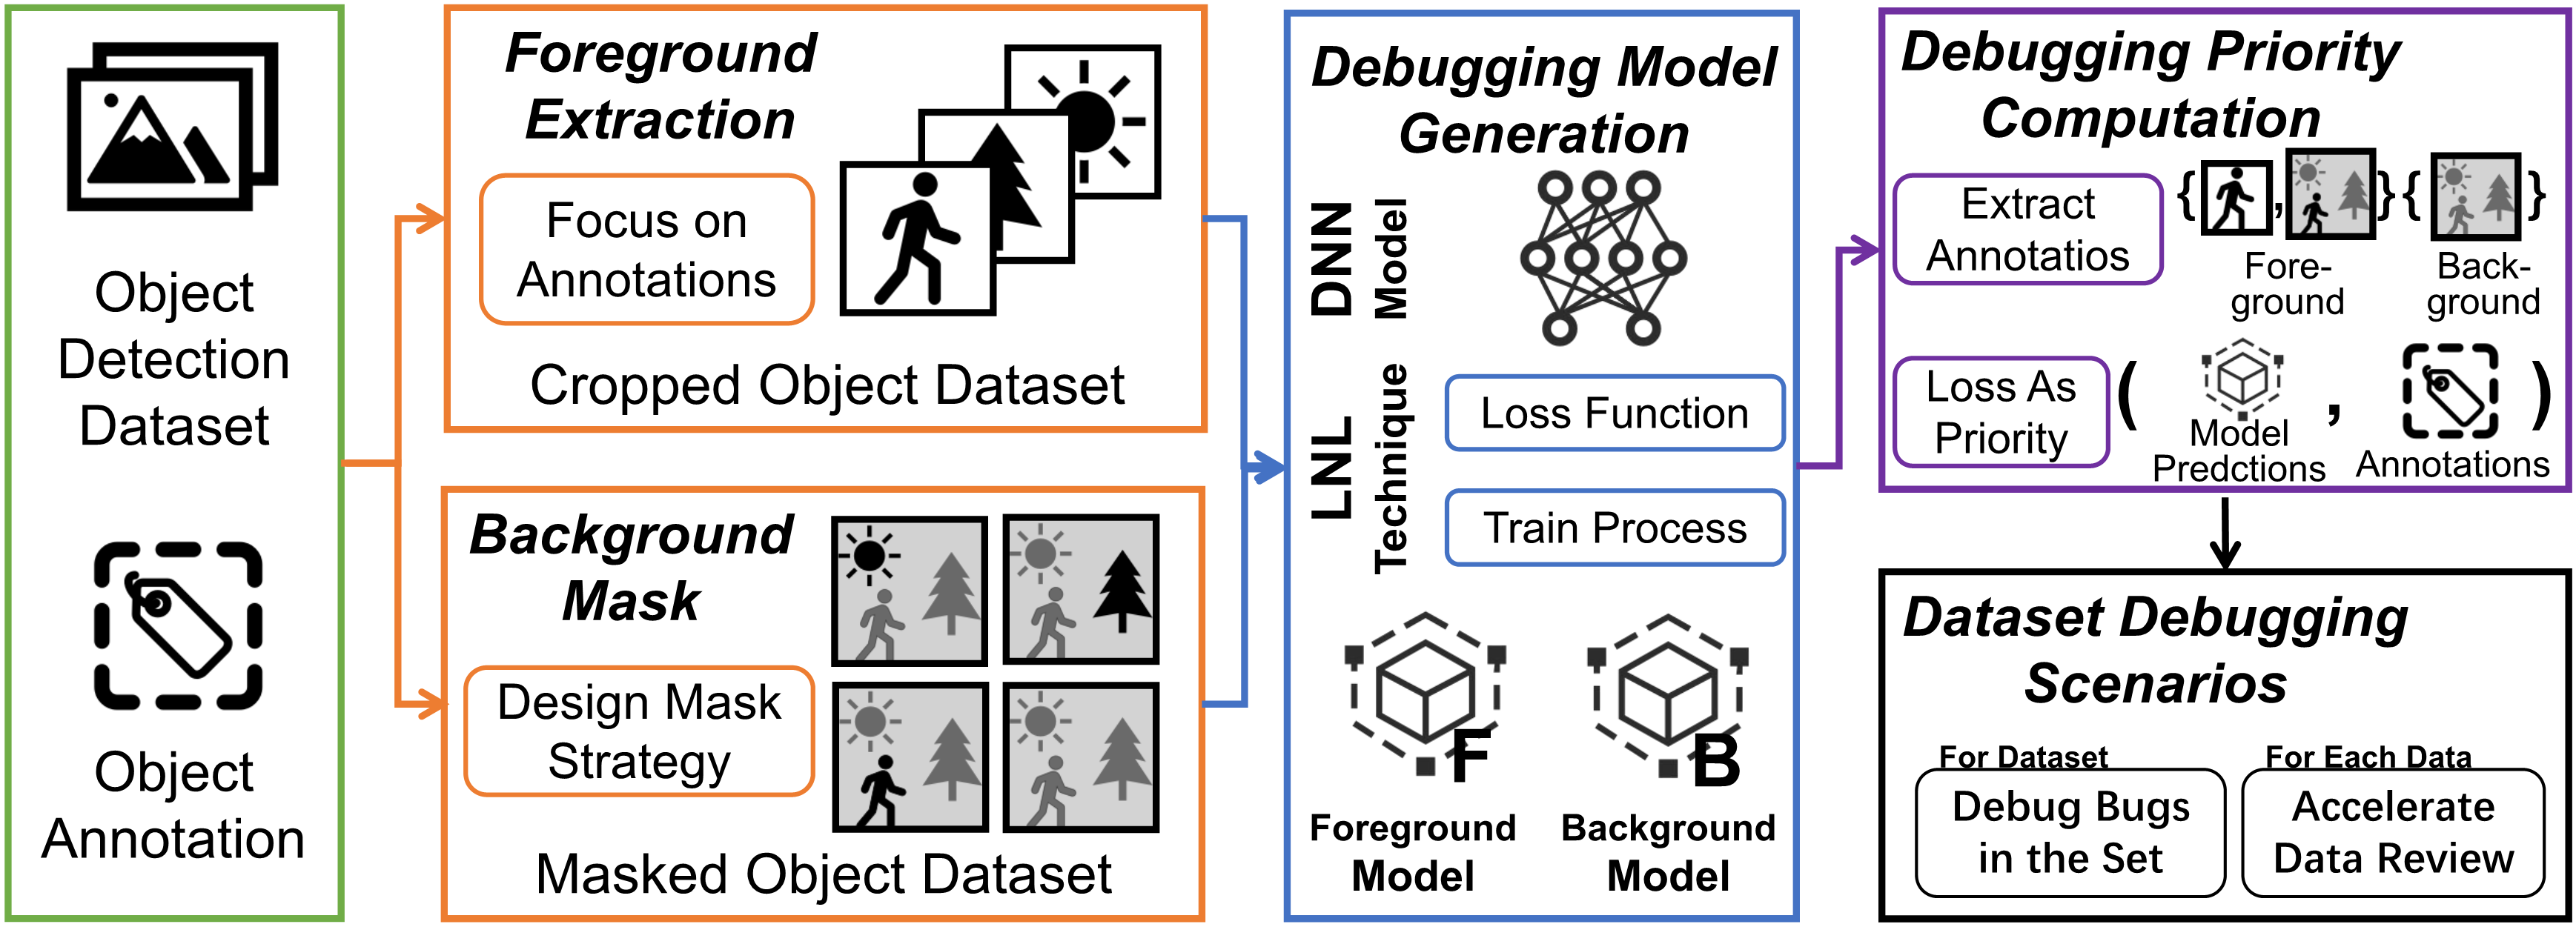 Object
Detection
Dataset
Object
Annotation
Foreground
Extraction
Focus on
Annotations
Cropped Object Dataset
Background
Mask
Design Mask
Strategy
Masked Object Dataset
Debugging Model
Generation
DNN
Model
LNL
Technique
Loss Function
Train Process
F
B
Foreground
Model
Background
Model
Debugging Priority
Computation
Extract
Annotatios
{ , } { }
Fore-
ground
Back-
ground
Loss As
Priority
( , )
Model
Predctions
Annotations
Dataset Debugging
Scenarios
For Dataset
Debug Bugs
in the Set
For Each Data
Accelerate
Data Review